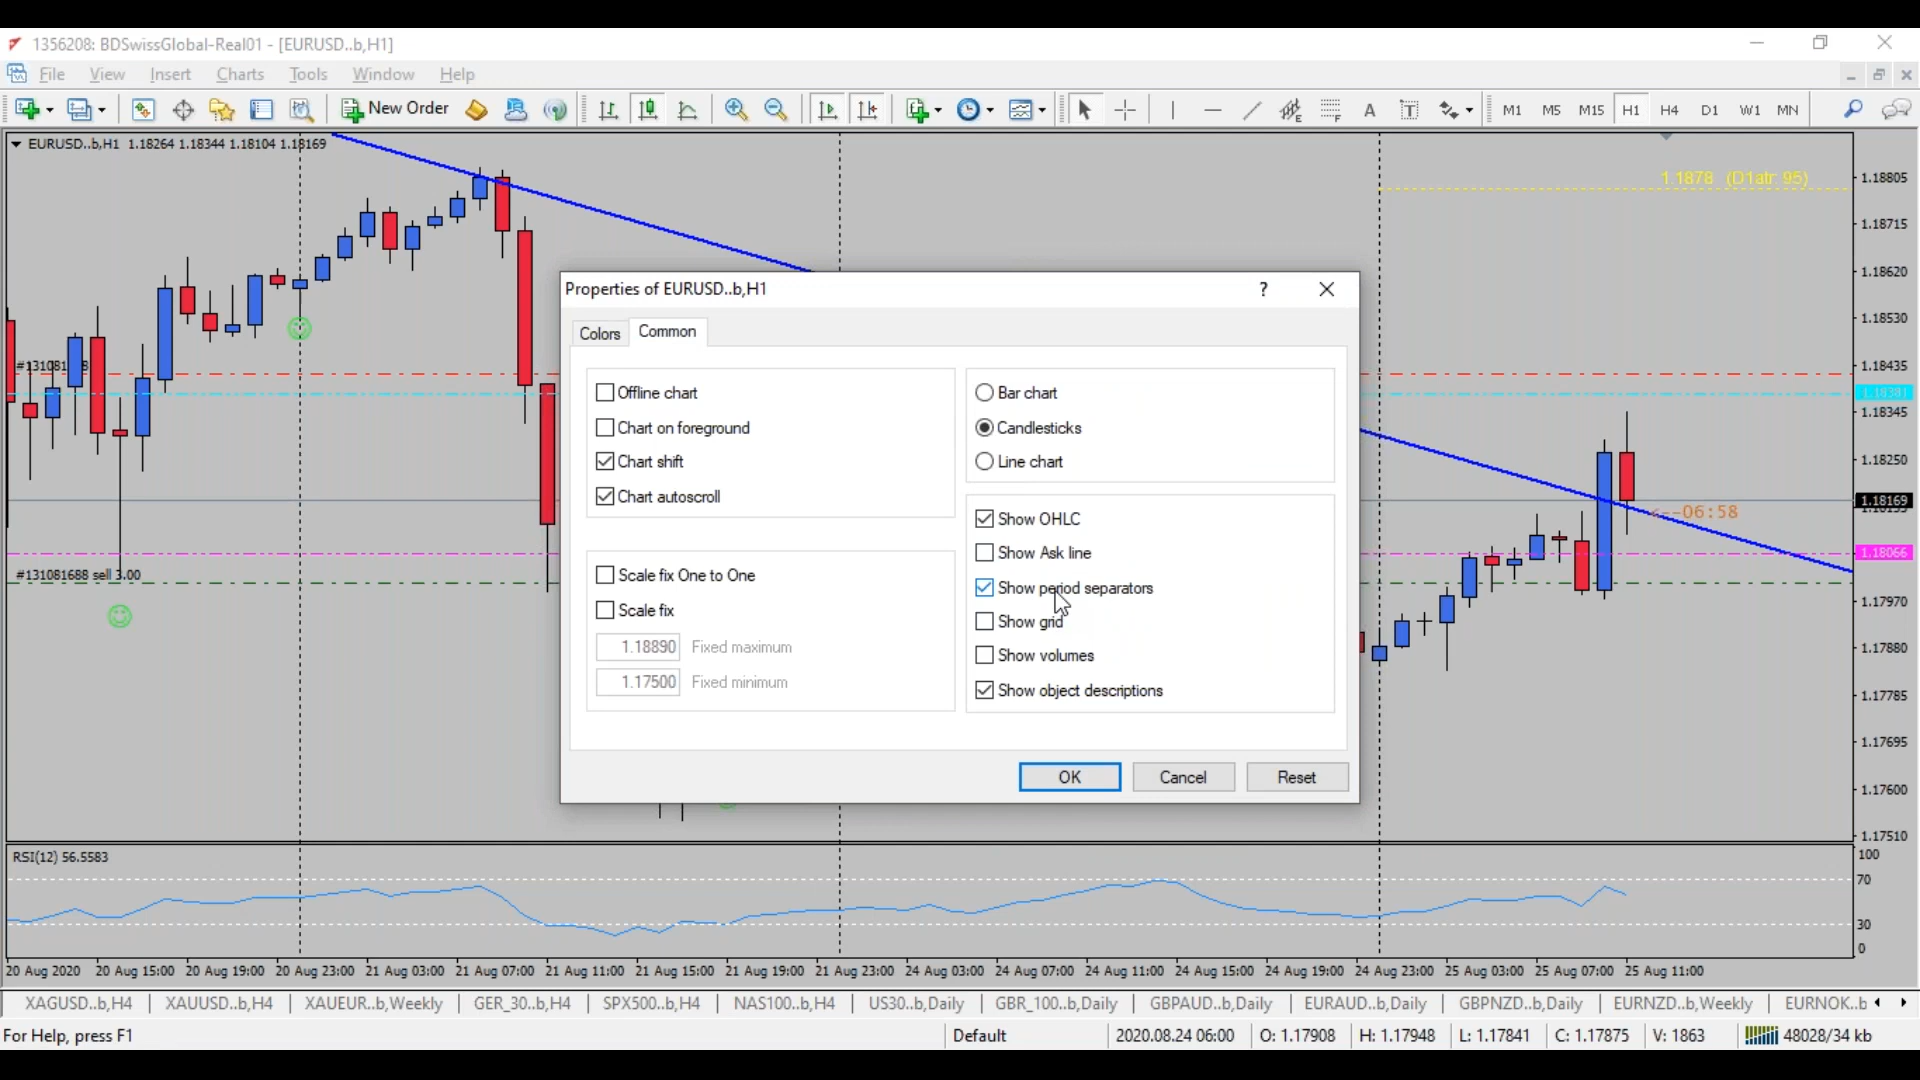 1356208: BDSwissGlobal-Real01 - [EURUSD..b,H1]
File View Insert Charts Tools Window Help
New Order M1 M5 M15 H1 H4 D1 W1 MN
EURUSD..b,H1 1.18264 1.18344 1.18104 1.18169
1.1878 (D1atr: 95)
1.18805
1.18715
1.18620
1.18530
1.18435
1.18381
1.18345
1.18250
1.18169
<--06:58
1.18066
1.17970
1.17880
1.17785
1.17695
1.17600
1.17510
#131081688 sell 3.00
Properties of EURUSD..b,H1
Colors Common
Offline chart
Chart on foreground
Chart shift
Chart autoscroll
Scale fix One to One
Scale fix
1.18890 Fixed maximum
1.17500 Fixed minimum
Bar chart
Candlesticks
Line chart
Show OHLC
Show Ask line
Show period separators
Show grid
Show volumes
Show object descriptions
OK Cancel Reset
RSI(12) 56.5583
100
70
30
0
20 Aug 2020 20 Aug 15:00 20 Aug 19:00 20 Aug 23:00 21 Aug 03:00 21 Aug 07:00 21 Aug 11:00 21 Aug 15:00 21 Aug 19:00 21 Aug 23:00 24 Aug 03:00 24 Aug 07:00 24 Aug 11:00 24 Aug 15:00 24 Aug 19:00 24 Aug 23:00 25 Aug 03:00 25 Aug 07:00 25 Aug 11:00
XAGUSD..b,H4 XAUUSD..b,H4 XAUEUR..b,Weekly GER_30..b,H4 SPX500..b,H4 NAS100..b,H4 US30..b,Daily GBR_100..b,Daily GBPAUD..b,Daily EURAUD..b,Daily GBPNZD..b,Daily EURNZD..b,Weekly EURNOK..b
For Help, press F1 Default 2020.08.24 06:00 O: 1.17908 H: 1.17948 L: 1.17841 C: 1.17875 V: 1863 48028/34 kb